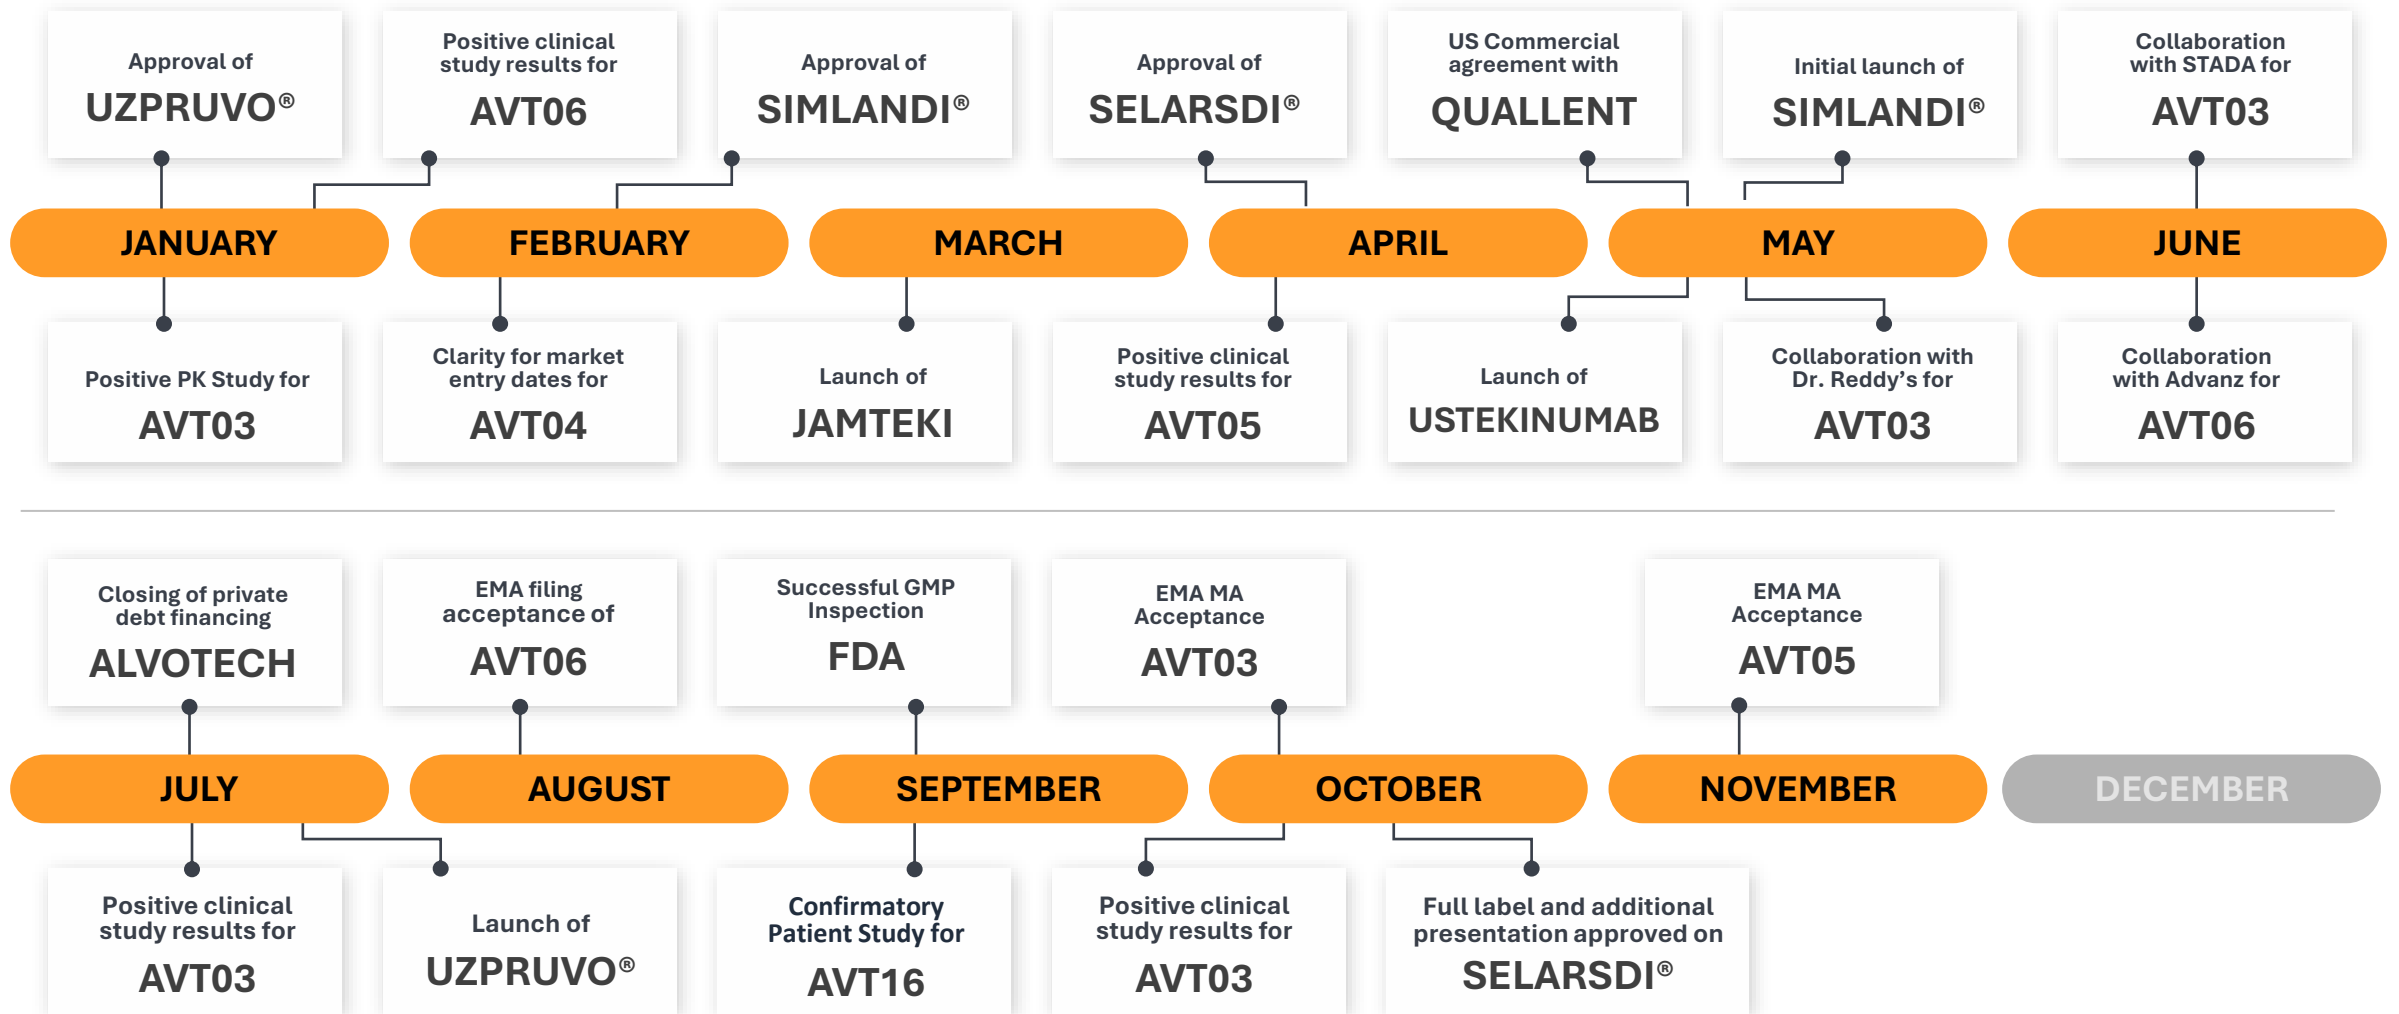 Approval of
UZPRUVO®
Positive clinical
study results for
AVT06
Approval of
SIMLANDI®
Approval of
SELARSDI®
US Commercial
agreement with
QUALLENT
Initial launch of
SIMLANDI®
Collaboration
with STADA for
AVT03
JANUARY
FEBRUARY
MARCH
APRIL
MAY
JUNE
Positive PK Study for
AVT03
Clarity for market
entry dates for
AVT04
Launch of
JAMTEKI
Positive clinical
study results for
AVT05
Launch of
USTEKINUMAB
Collaboration with
Dr. Reddy’s for
AVT03
Collaboration
with Advanz for
AVT06
Closing of private
debt financing
ALVOTECH
EMA filing
acceptance of
AVT06
Successful GMP
Inspection
FDA
EMA MA
Acceptance
AVT03
EMA MA
Acceptance
AVT05
JULY
AUGUST
SEPTEMBER
OCTOBER
NOVEMBER
DECEMBER
Positive clinical
study results for
AVT03
Launch of
UZPRUVO®
Confirmatory
Patient Study for
AVT16
Positive clinical
study results for
AVT03
Full label and additional
presentation approved on
SELARSDI®